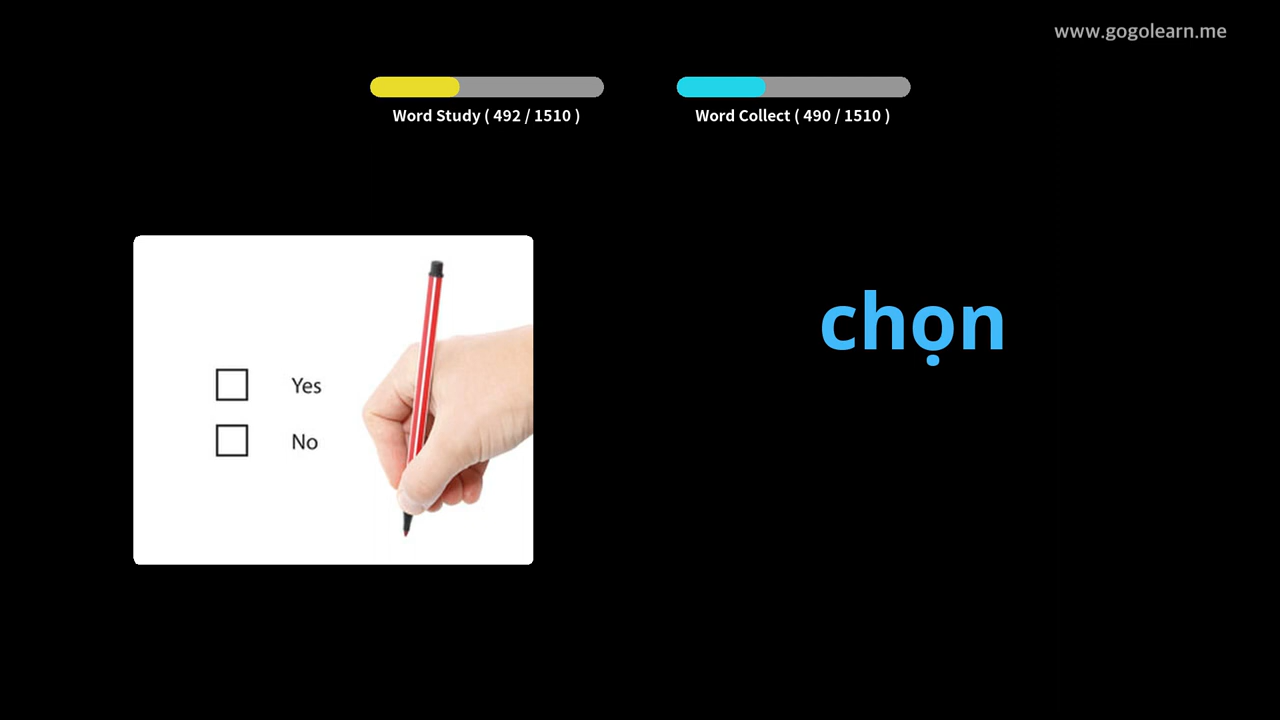 www.gogolearn.me
Word Study ( 492 / 1510 )
Word Collect ( 490 / 1510 )
chọn
Yes
No